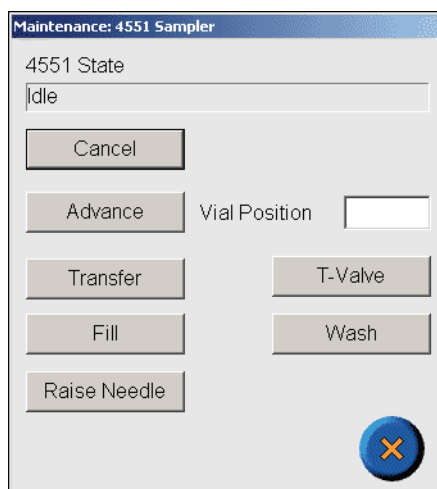 Maintenance: 4551 Sampler
4551 State
Idle
Cancel
Advance Vial Position
Transfer T-Valve
Fill Wash
Raise Needle